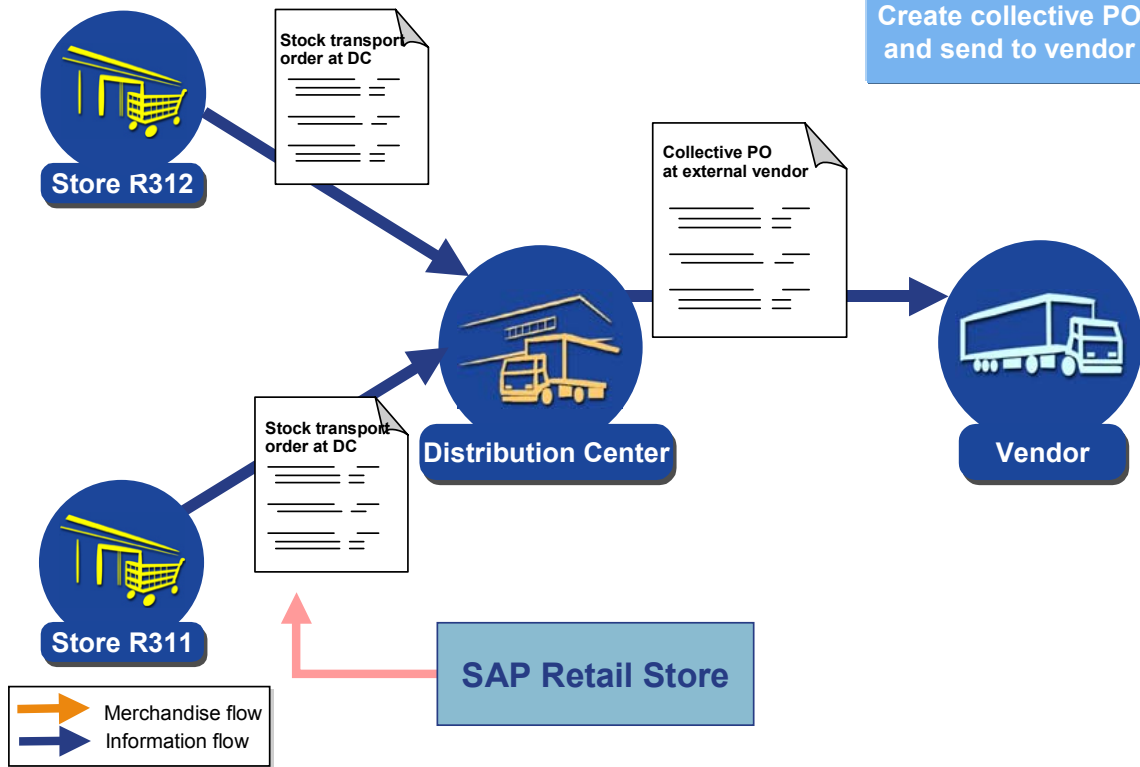 Create collective PO
and send to vendor
Stock transport
order at DC
Store R312
Collective PO
at external vendor
Distribution Center
Vendor
Stock transport
order at DC
Store R311
SAP Retail Store
Merchandise flow
Information flow